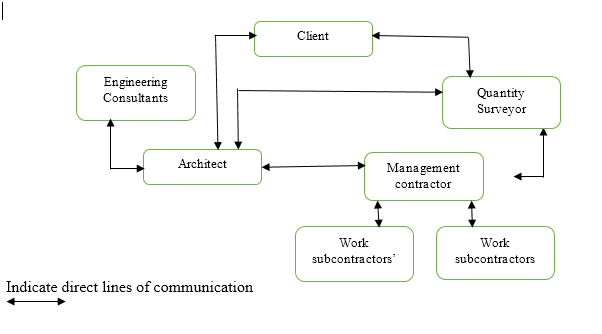 Client
Engineering
Consultants
Quantity
Surveyor
Architect
Management
contractor
Work
subcontractors’
Work
subcontractors
Indicate direct lines of communication